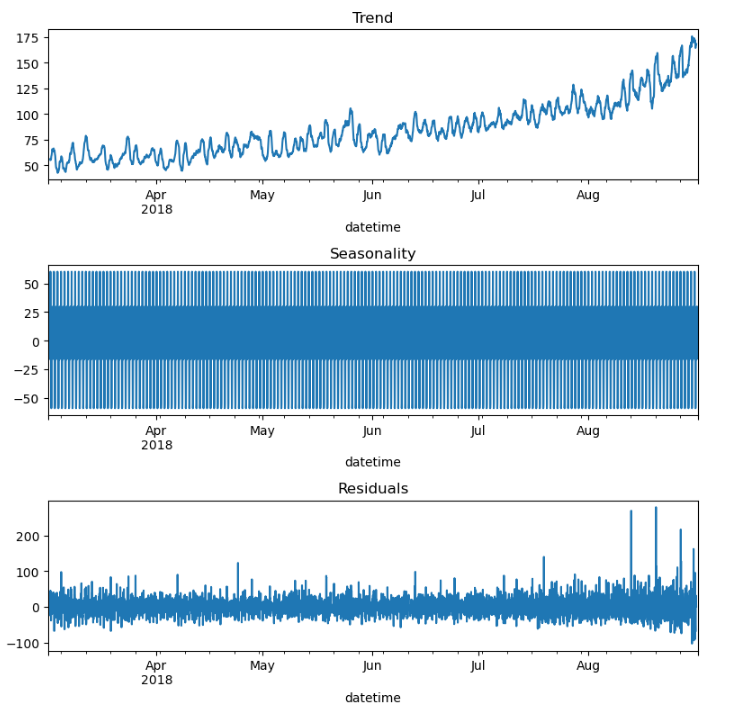 Trend
175
150
125
100
75
50
Apr
2018
May
Jun
Jul
Aug
datetime
Seasonality
50
25
0
−25
−50
Apr
2018
May
Jun
Jul
Aug
datetime
Residuals
200
100
0
−100
Apr
2018
May
Jun
Jul
Aug
datetime